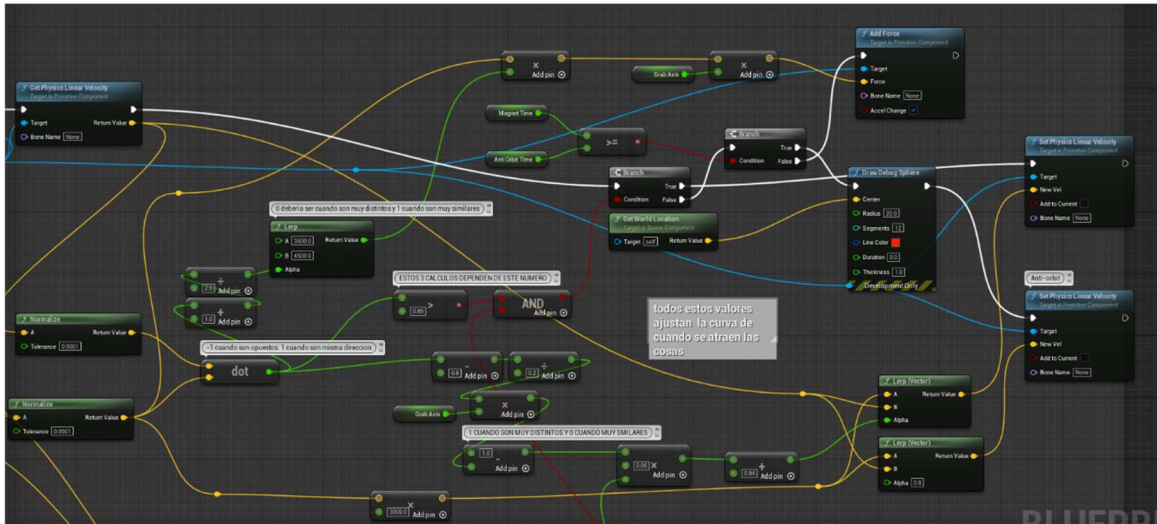 Add Force
Target is Primitive Component
Target
Force
Bone Name None
Accel Change
Add pin
Grab Axis
Add pin
Get Physics Linear Velocity
Target is Primitive Component
Target Return Value
Bone Name None
Magnet Time
Anti Orbit Time
>=
Branch
Condition True
False
Branch
Condition True
False
Set Physics Linear Velocity
Target is Primitive Component
Target
New Vel
Add to Current
Bone Name None
Draw Debug Sphere
Center
Radius 20.0
Segments 12
Line Color
Duration 0.0
Thickness 1.0
Development Only
Get World Location
Target is Scene Component
Target self Return Value
0 deberia ser cuando son muy distintos y 1 cuando son muy similares
Lerp
A 3500.0 Return Value
B 4500.0
Alpha
÷
2.0 Add pin
+
1.0 Add pin
ESTOS 3 CALCULOS DEPENDEN DE ESTE NUMERO
>
0.85
AND
Add pin
todos estos valores
ajustan la curva de
cuando se atraen las
cosas
Anti-orbit
Set Physics Linear Velocity
Target is Primitive Component
Target
New Vel
Add to Current
Bone Name None
Normalize
A Return Value
Tolerance 0.0001
-1 cuando son opuestos. 1 cuando son misma direccion
dot
-
0.8 Add pin
÷
0.2 Add pin
Normalize
A Return Value
Tolerance 0.0001
Grab Axis
×
Add pin
Lerp (Vector)
A Return Value
B
Alpha
1 CUANDO SON MUY DISTINTOS Y 0 CUANDO MUY SMILARES
1.0 -
Add pin
0.06 ×
Add pin
+
0.94 Add pin
Lerp (Vector)
A Return Value
B
Alpha 0.9
×
3000.0 Add pin